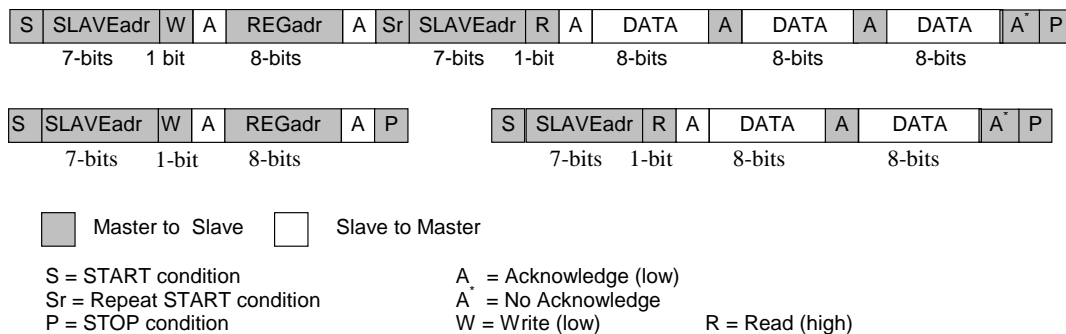 S SLAVEadr W A REGadr A Sr SLAVEadr R A DATA A DATA A DATA A* P
7-bits 1 bit 8-bits 7-bits 1-bit 8-bits 8-bits 8-bits
S SLAVEadr W A REGadr A P S SLAVEadr R A DATA A DATA A* P
7-bits 1-bit 8-bits 7-bits 1-bit 8-bits 8-bits
Master to Slave Slave to Master
S = START condition A = Acknowledge (low)
Sr = Repeat START condition A* = No Acknowledge
P = STOP condition W = Write (low) R = Read (high)